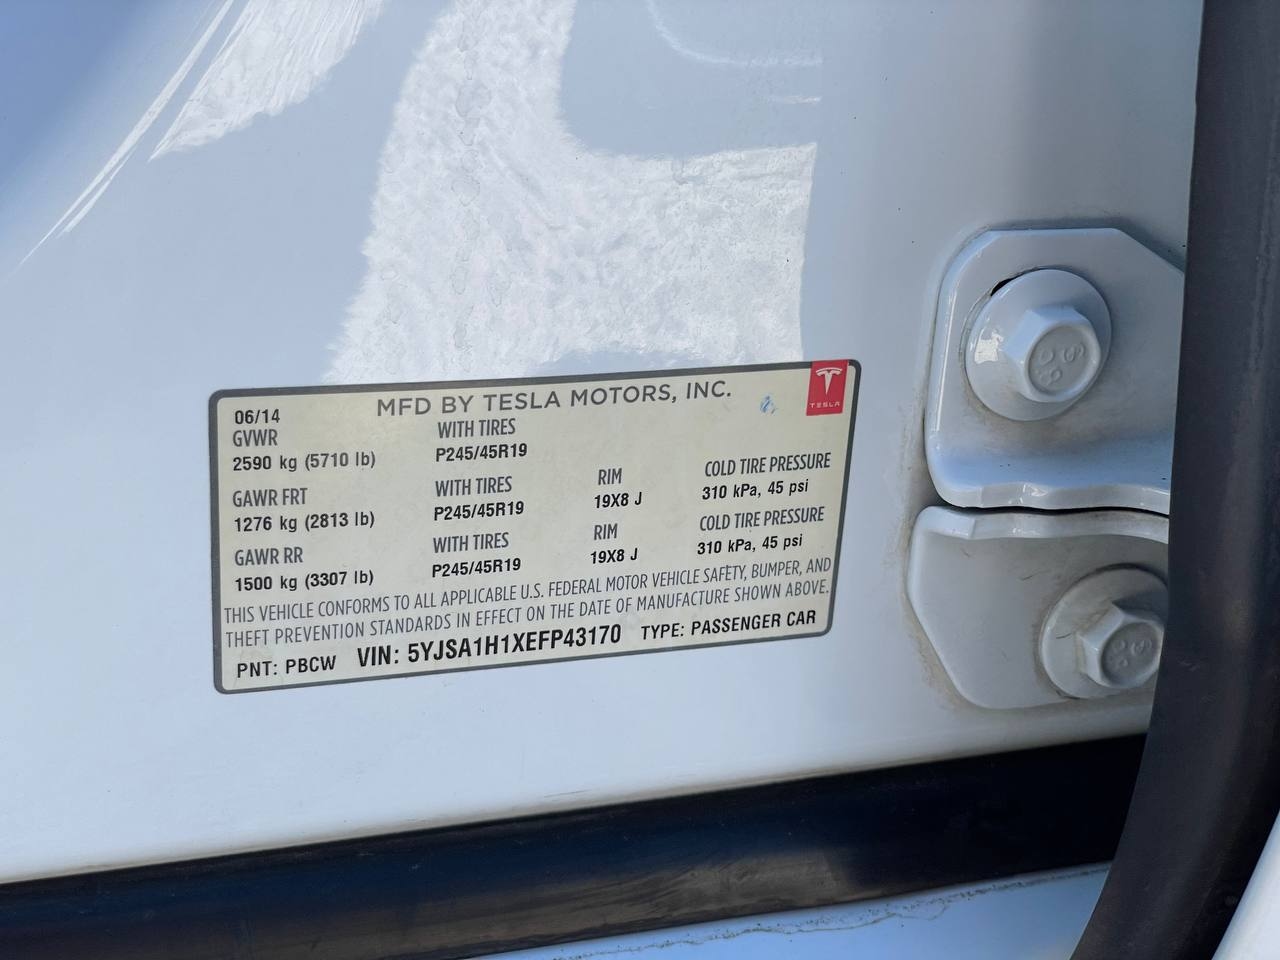 MFD BY TESLA MOTORS, INC.
TESLA
06/14
GVWR WITH TIRES
2590 kg (5710 lb) P245/45R19
GAWR FRT WITH TIRES RIM COLD TIRE PRESSURE
1276 kg (2813 lb) P245/45R19 19X8 J 310 kPa, 45 psi
GAWR RR WITH TIRES RIM COLD TIRE PRESSURE
1500 kg (3307 lb) P245/45R19 19X8 J 310 kPa, 45 psi
THIS VEHICLE CONFORMS TO ALL APPLICABLE U.S. FEDERAL MOTOR VEHICLE SAFETY, BUMPER, AND
THEFT PREVENTION STANDARDS IN EFFECT ON THE DATE OF MANUFACTURE SHOWN ABOVE.
PNT: PBCW VIN: 5YJSA1H1XEFP43170 TYPE: PASSENGER CAR